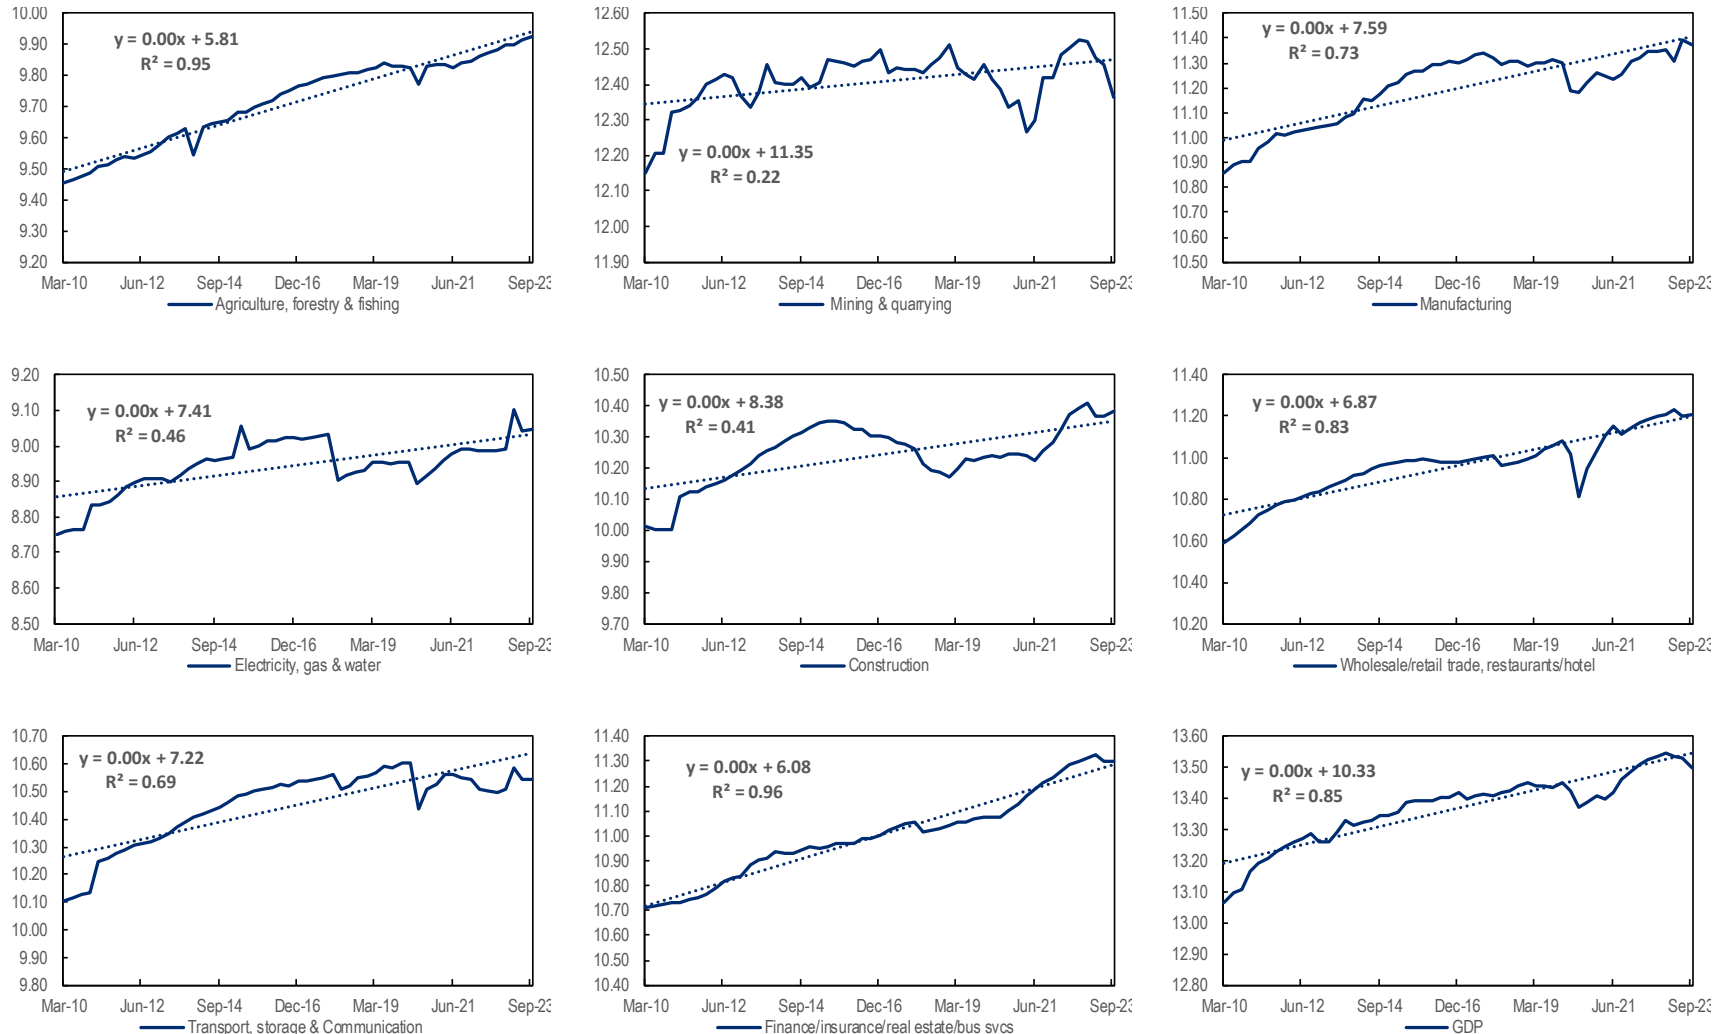 10.00
9.90
9.80
9.70
9.60
9.50
9.40
9.30
9.20
y = 0.00x + 5.81
R² = 0.95
Mar-10 Jun-12 Sep-14 Dec-16 Mar-19 Jun-21 Sep-23
Agriculture, forestry & fishing
12.60
12.50
12.40
12.30
12.20
12.10
12.00
11.90
y = 0.00x + 11.35
R² = 0.22
Mar-10 Jun-12 Sep-14 Dec-16 Mar-19 Jun-21 Sep-23
Mining & quarrying
11.50
11.40
11.30
11.20
11.10
11.00
10.90
10.80
10.70
10.60
10.50
y = 0.00x + 7.59
R² = 0.73
Mar-10 Jun-12 Sep-14 Dec-16 Mar-19 Jun-21 Sep-23
Manufacturing
9.20
9.10
9.00
8.90
8.80
8.70
8.60
8.50
y = 0.00x + 7.41
R² = 0.46
Mar-10 Jun-12 Sep-14 Dec-16 Mar-19 Jun-21 Sep-23
Electricity, gas & water
10.50
10.40
10.30
10.20
10.10
10.00
9.90
9.80
9.70
y = 0.00x + 8.38
R² = 0.41
Mar-10 Jun-12 Sep-14 Dec-16 Mar-19 Jun-21 Sep-23
Construction
11.40
11.20
11.00
10.80
10.60
10.40
10.20
y = 0.00x + 6.87
R² = 0.83
Mar-10 Jun-12 Sep-14 Dec-16 Mar-19 Jun-21 Sep-23
Wholesale/retail trade, restaurants/hotel
10.70
10.60
10.50
10.40
10.30
10.20
10.10
10.00
9.90
9.80
y = 0.00x + 7.22
R² = 0.69
Mar-10 Jun-12 Sep-14 Dec-16 Mar-19 Jun-21 Sep-23
Transport, storage & Communication
11.40
11.30
11.20
11.10
11.00
10.90
10.80
10.70
10.60
10.50
10.40
y = 0.00x + 6.08
R² = 0.96
Mar-10 Jun-12 Sep-14 Dec-16 Mar-19 Jun-21 Sep-23
Finance/insurance/real estate/bus svcs
13.60
13.50
13.40
13.30
13.20
13.10
13.00
12.90
12.80
y = 0.00x + 10.33
R² = 0.85
Mar-10 Jun-12 Sep-14 Dec-16 Mar-19 Jun-21 Sep-23
GDP